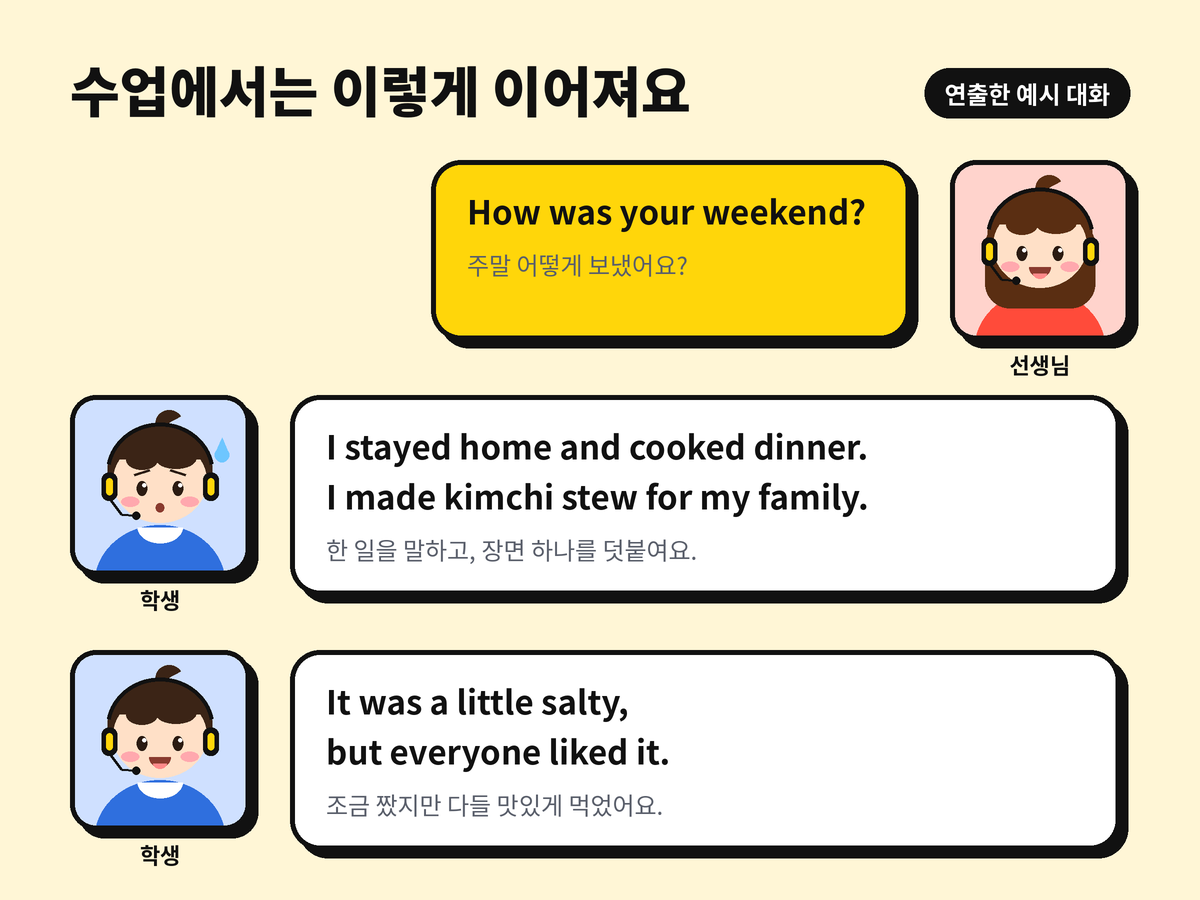 수업에서는 이렇게 이어져요
연출한 예시 대화
How was your weekend?
주말 어떻게 보냈어요?
선생님
I stayed home and cooked dinner.
I made kimchi stew for my family.
한 일을 말하고, 장면 하나를 덧붙여요.
학생
It was a little salty,
but everyone liked it.
조금 짰지만 다들 맛있게 먹었어요.
학생